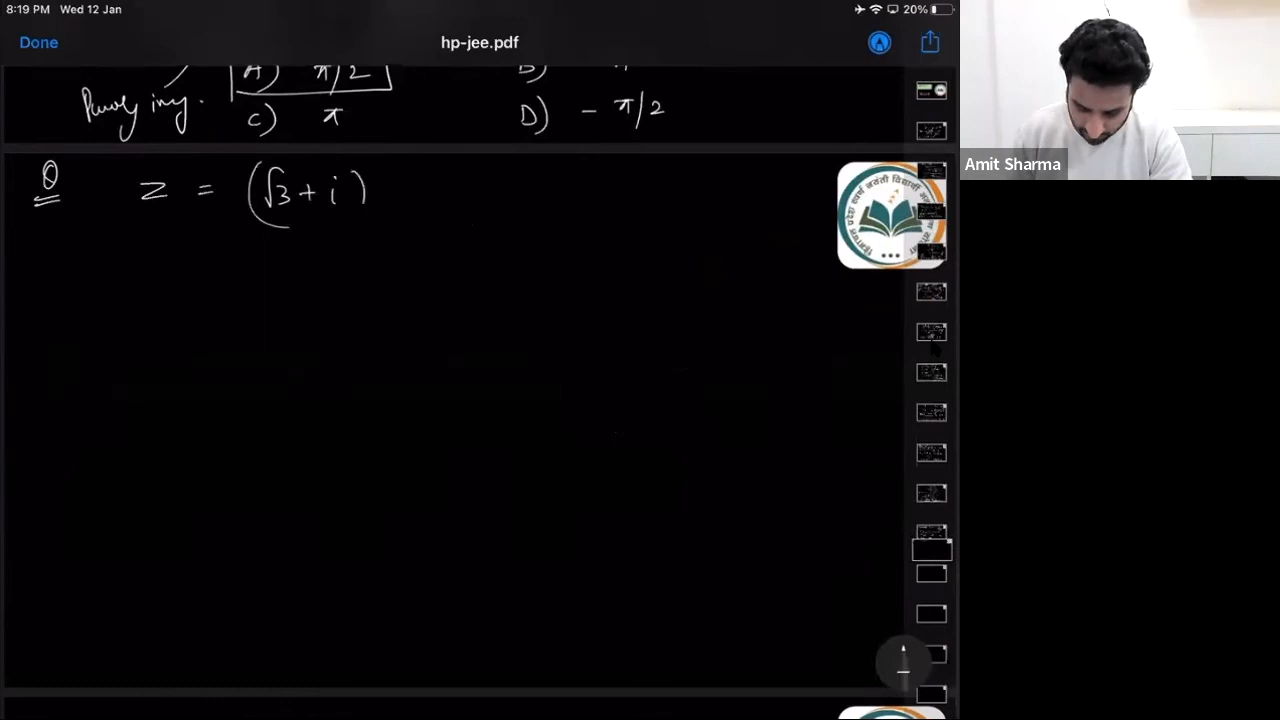 8:19 PM Wed 12 Jan
20%
Done
hp-jee.pdf
A) π/2
B)
Purely img.
C) π
D) - π/2
Q
z = (√3 + i)
Amit Sharma